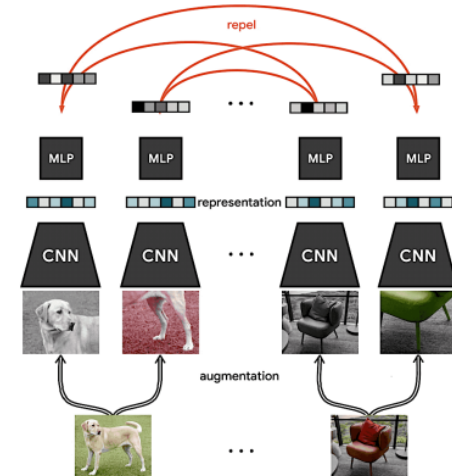 repel
MLP MLP MLP MLP
representation
CNN CNN CNN CNN
augmentation